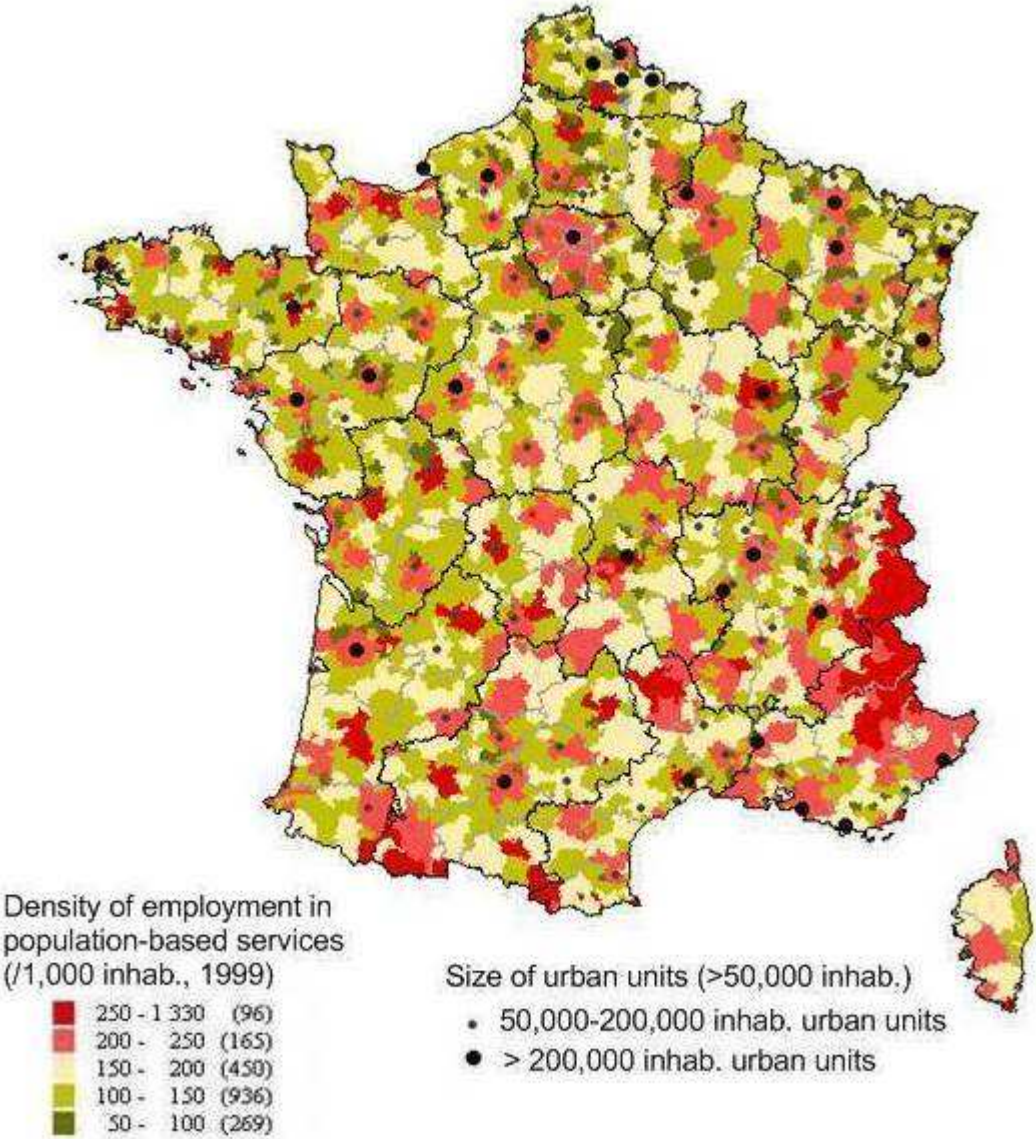 Density of employment in
population-based services
(/1,000 inhab., 1999)
250 - 1 330 (96)
200 - 250 (165)
150 - 200 (450)
100 - 150 (936)
50 - 100 (269)
Size of urban units (>50,000 inhab.)
50,000-200,000 inhab. urban units
> 200,000 inhab. urban units